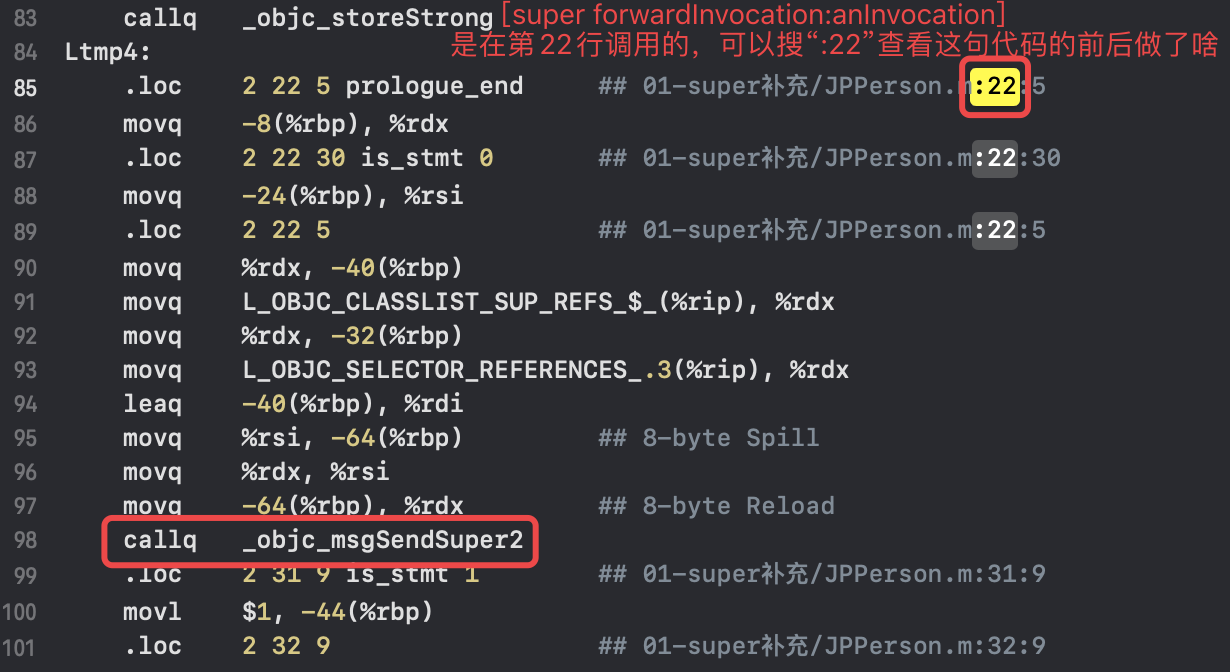 83 callq _objc_storeStrong [super forwardInvocation:anInvocation]
84 Ltmp4: 是在第22行调用的，可以搜“:22”查看这句代码的前后做了啥
85 .loc 2 22 5 prologue_end ## 01-super补充/JPPerson.m:22:5
86 movq -8(%rbp), %rdx
87 .loc 2 22 30 is_stmt 0 ## 01-super补充/JPPerson.m:22:30
88 movq -24(%rbp), %rsi
89 .loc 2 22 5 ## 01-super补充/JPPerson.m:22:5
90 movq %rdx, -40(%rbp)
91 movq L_OBJC_CLASSLIST_SUP_REFS_$_(%rip), %rdx
92 movq %rdx, -32(%rbp)
93 movq L_OBJC_SELECTOR_REFERENCES_.3(%rip), %rdx
94 leaq -40(%rbp), %rdi
95 movq %rsi, -64(%rbp) ## 8-byte Spill
96 movq %rdx, %rsi
97 movq -64(%rbp), %rdx ## 8-byte Reload
98 callq _objc_msgSendSuper2
99 .loc 2 31 9 is_stmt 1 ## 01-super补充/JPPerson.m:31:9
100 movl $1, -44(%rbp)
101 .loc 2 32 9 ## 01-super补充/JPPerson.m:32:9